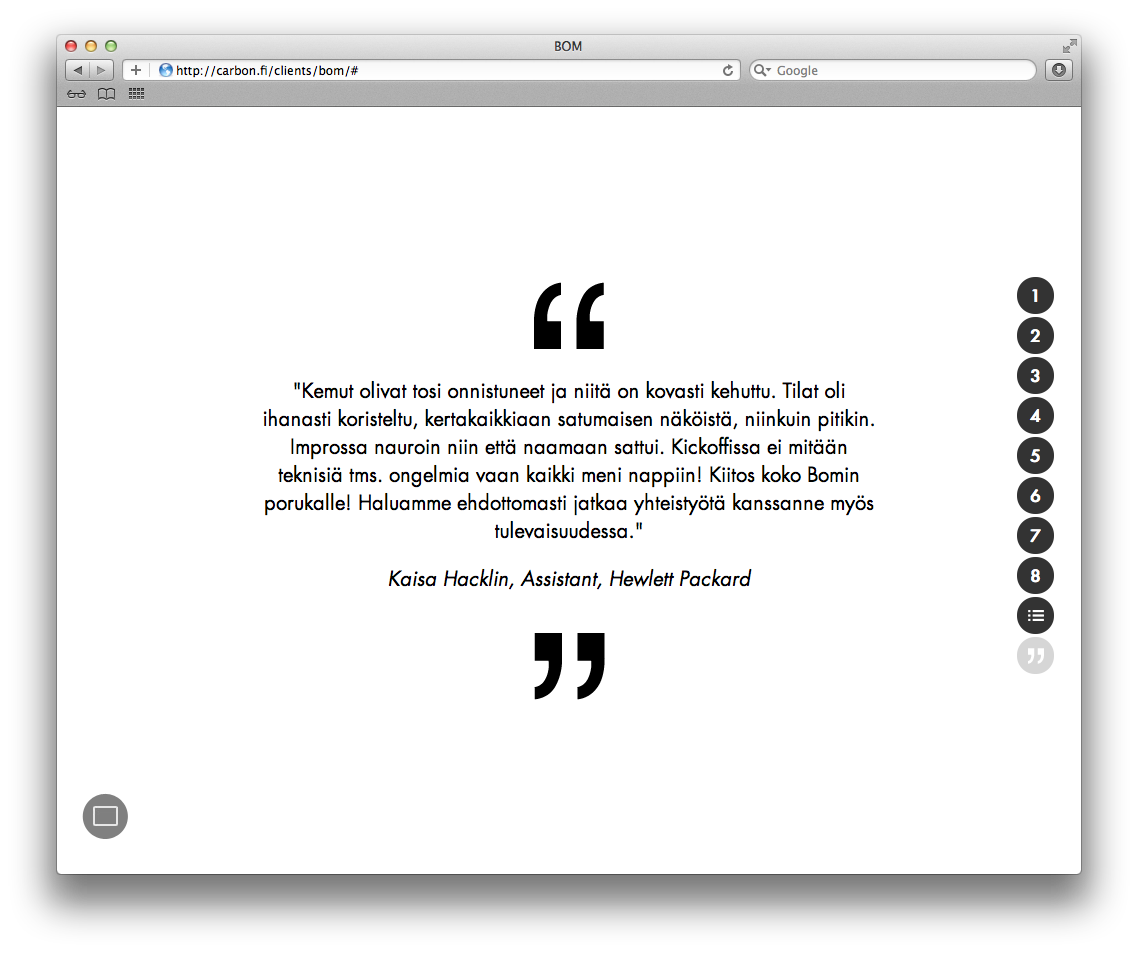 BOM
http://carbon.fi/clients/bom/#
Google
“
"Kemut olivat tosi onnistuneet ja niitä on kovasti kehuttu. Tilat oli
ihanasti koristeltu, kertakaikkiaan satumaisen näköistä, niinkuin pitikin.
Improssa nauroin niin että naamaan sattui. Kickoffissa ei mitään
teknisiä tms. ongelmia vaan kaikki meni nappiin! Kiitos koko Bomin
porukalle! Haluamme ehdottomasti jatkaa yhteistyötä kanssanne myös
tulevaisuudessa."
Kaisa Hacklin, Assistant, Hewlett Packard
”
1
2
3
4
5
6
7
8
”